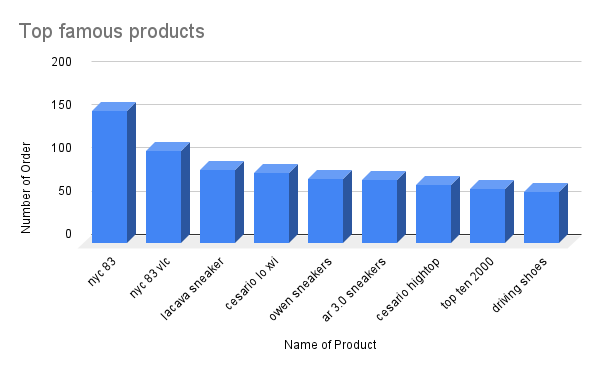 Top famous products
200
150
100
50
0
Number of Order
nyc 83
nyc 83 vlc
lacava sneaker
cesario lo xvi
owen sneakers
ar 3.0 sneakers
cesario hightop
top ten 2000
driving shoes
Name of Product